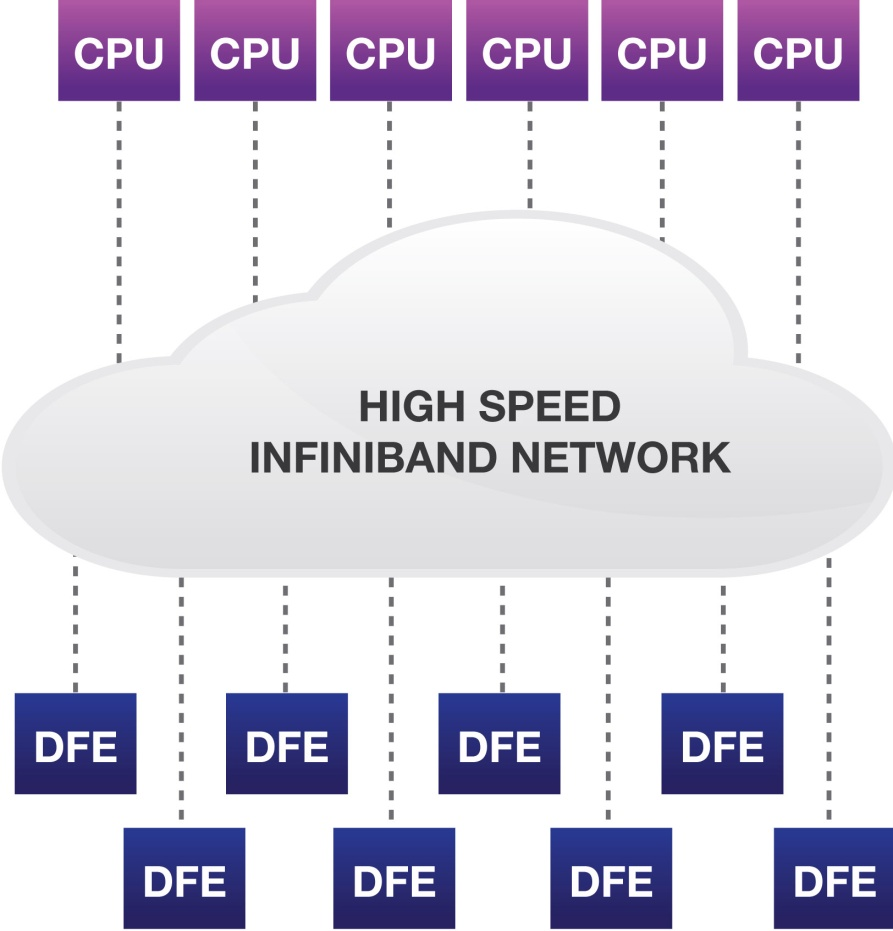 CPU CPU CPU CPU CPU CPU
HIGH SPEED
INFINIBAND NETWORK
DFE DFE DFE DFE
DFE DFE DFE DFE